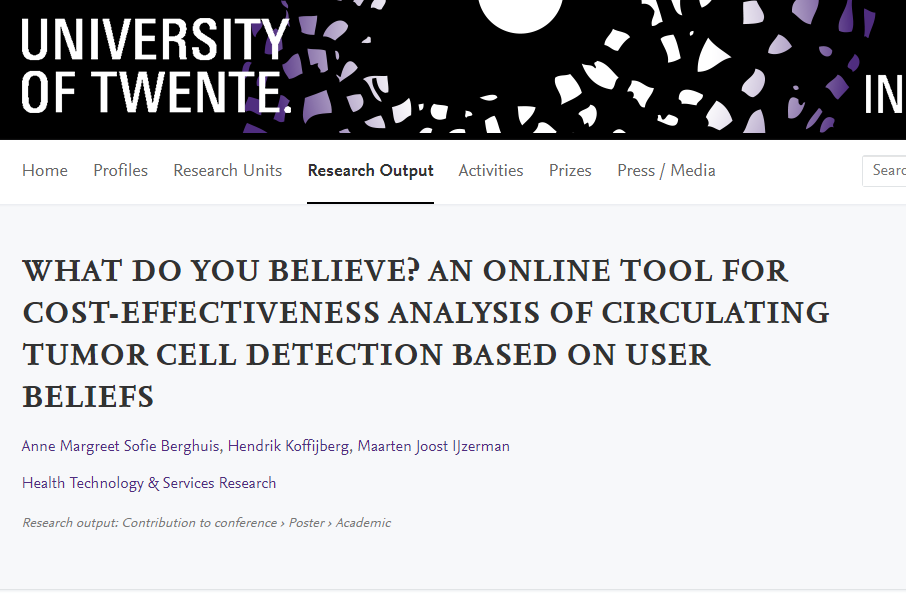 UNIVERSITY
OF TWENTE.
IN
Home Profiles Research Units Research Output Activities Prizes Press / Media Searc
WHAT DO YOU BELIEVE? AN ONLINE TOOL FOR
COST-EFFECTIVENESS ANALYSIS OF CIRCULATING
TUMOR CELL DETECTION BASED ON USER
BELIEFS
Anne Margreet Sofie Berghuis, Hendrik Koffijberg, Maarten Joost IJzerman
Health Technology & Services Research
Research output: Contribution to conference › Poster › Academic